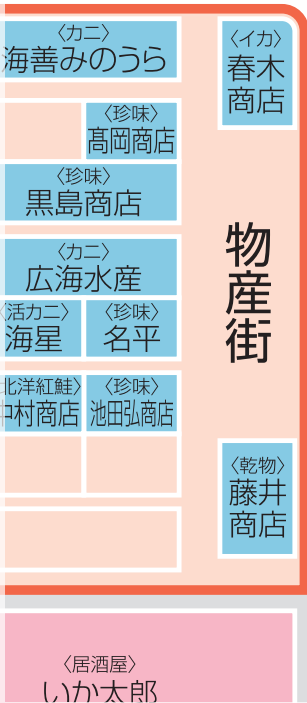 〈カニ〉
海善みのうら
〈イカ〉
春木
商店
〈珍味〉
髙岡商店
〈珍味〉
黒島商店
物産街
〈カニ〉
広海水産
〈活カニ〉
海星
〈珍味〉
名平
北洋紅鮭〉
中村商店
〈珍味〉
池田弘商店
〈乾物〉
藤井
商店
〈居酒屋〉
いか太郎